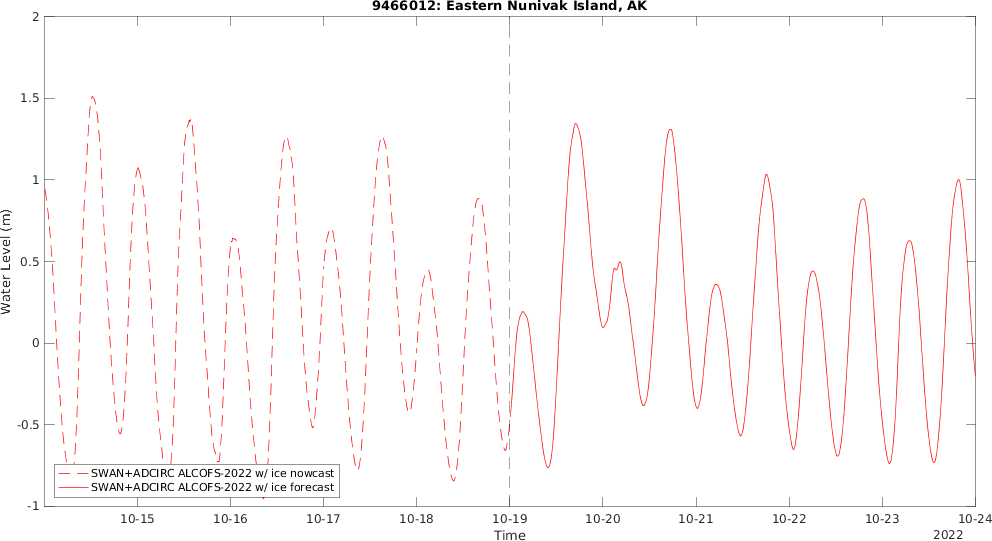 9466012: Eastern Nunivak Island, AK
2
1.5
1
0.5
0
-0.5
-1
Water Level (m)
SWAN+ADCIRC ALCOFS-2022 w/ ice nowcast
SWAN+ADCIRC ALCOFS-2022 w/ ice forecast
10-15 10-16 10-17 10-18 10-19 10-20 10-21 10-22 10-23 10-24
Time
2022